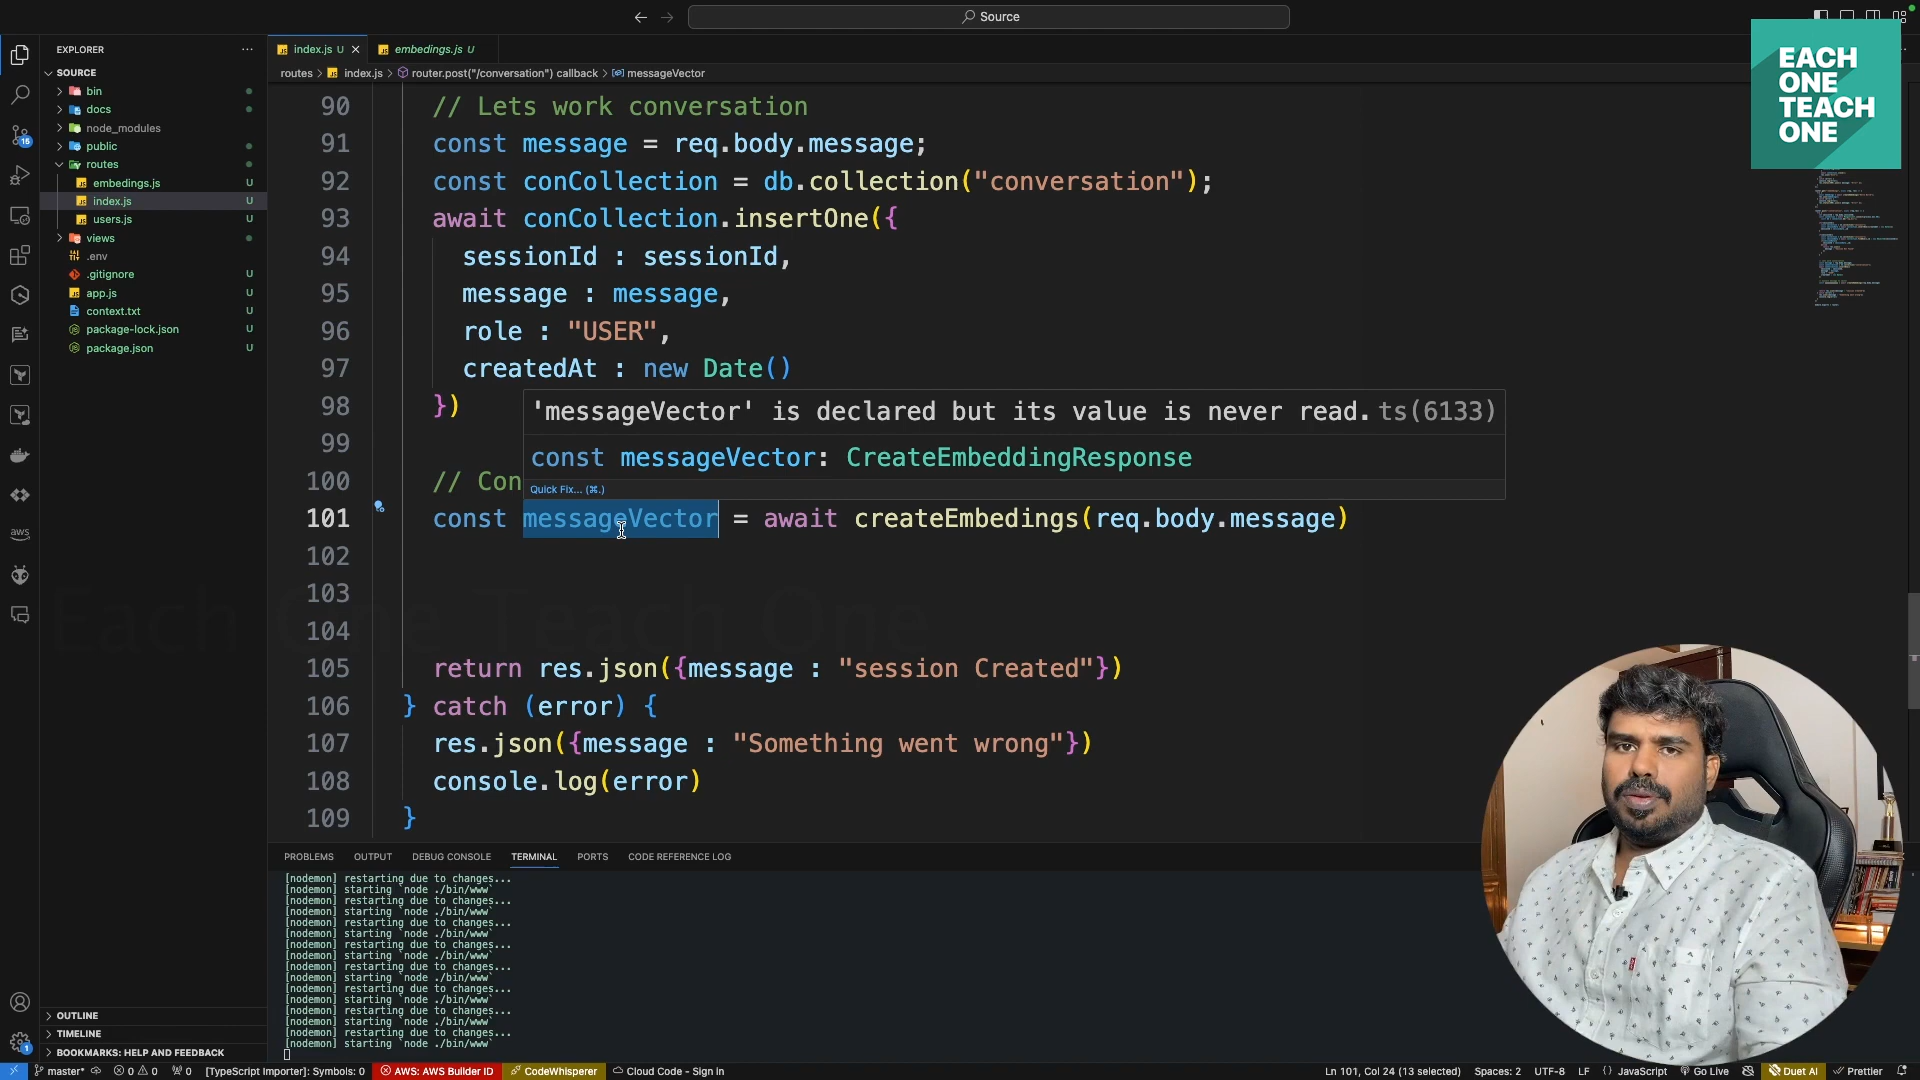 Source
EACH
ONE
TEACH
ONE
EXPLORER
index.js U
embedings.js U
SOURCE
routes > index.js > router.post("/conversation") callback > messageVector
bin
docs
node_modules
public
routes
embedings.js U
index.js U
users.js U
views
.env
.gitignore U
app.js U
context.txt U
package-lock.json U
package.json U
90 // Lets work conversation
91 const message = req.body.message;
92 const conCollection = db.collection("conversation");
93 await conCollection.insertOne({
94 sessionId : sessionId,
95 message : message,
96 role : "USER",
97 createdAt : new Date()
98 })
'messageVector' is declared but its value is never read. ts(6133)
99
const messageVector: CreateEmbeddingResponse
100 // Con
Quick Fix... (⌘.)
101 const messageVector = await createEmbedings(req.body.message)
102
103
Each One Teach One
104
105 return res.json({message : "session Created"})
106 } catch (error) {
107 res.json({message : "Something went wrong"})
108 console.log(error)
109 }
PROBLEMS OUTPUT DEBUG CONSOLE TERMINAL PORTS CODE REFERENCE LOG
[nodemon] restarting due to changes...
[nodemon] starting `node ./bin/www`
[nodemon] restarting due to changes...
[nodemon] starting `node ./bin/www`
[nodemon] restarting due to changes...
[nodemon] starting `node ./bin/www`
[nodemon] restarting due to changes...
[nodemon] starting `node ./bin/www`
[nodemon] restarting due to changes...
[nodemon] starting `node ./bin/www`
[nodemon] restarting due to changes...
[nodemon] starting `node ./bin/www`
[nodemon] restarting due to changes...
[nodemon] starting `node ./bin/www`
[nodemon] restarting due to changes...
[nodemon] starting `node ./bin/www`
OUTLINE
TIMELINE
BOOKMARKS: HELP AND FEEDBACK
16
aws
1
master* 0 0 0 [TypeScript Importer]: Symbols: 0 AWS: AWS Builder ID CodeWhisperer Cloud Code - Sign in Ln 101, Col 24 (13 selected) Spaces: 2 UTF-8 LF {} JavaScript Go Live Duet AI Prettier